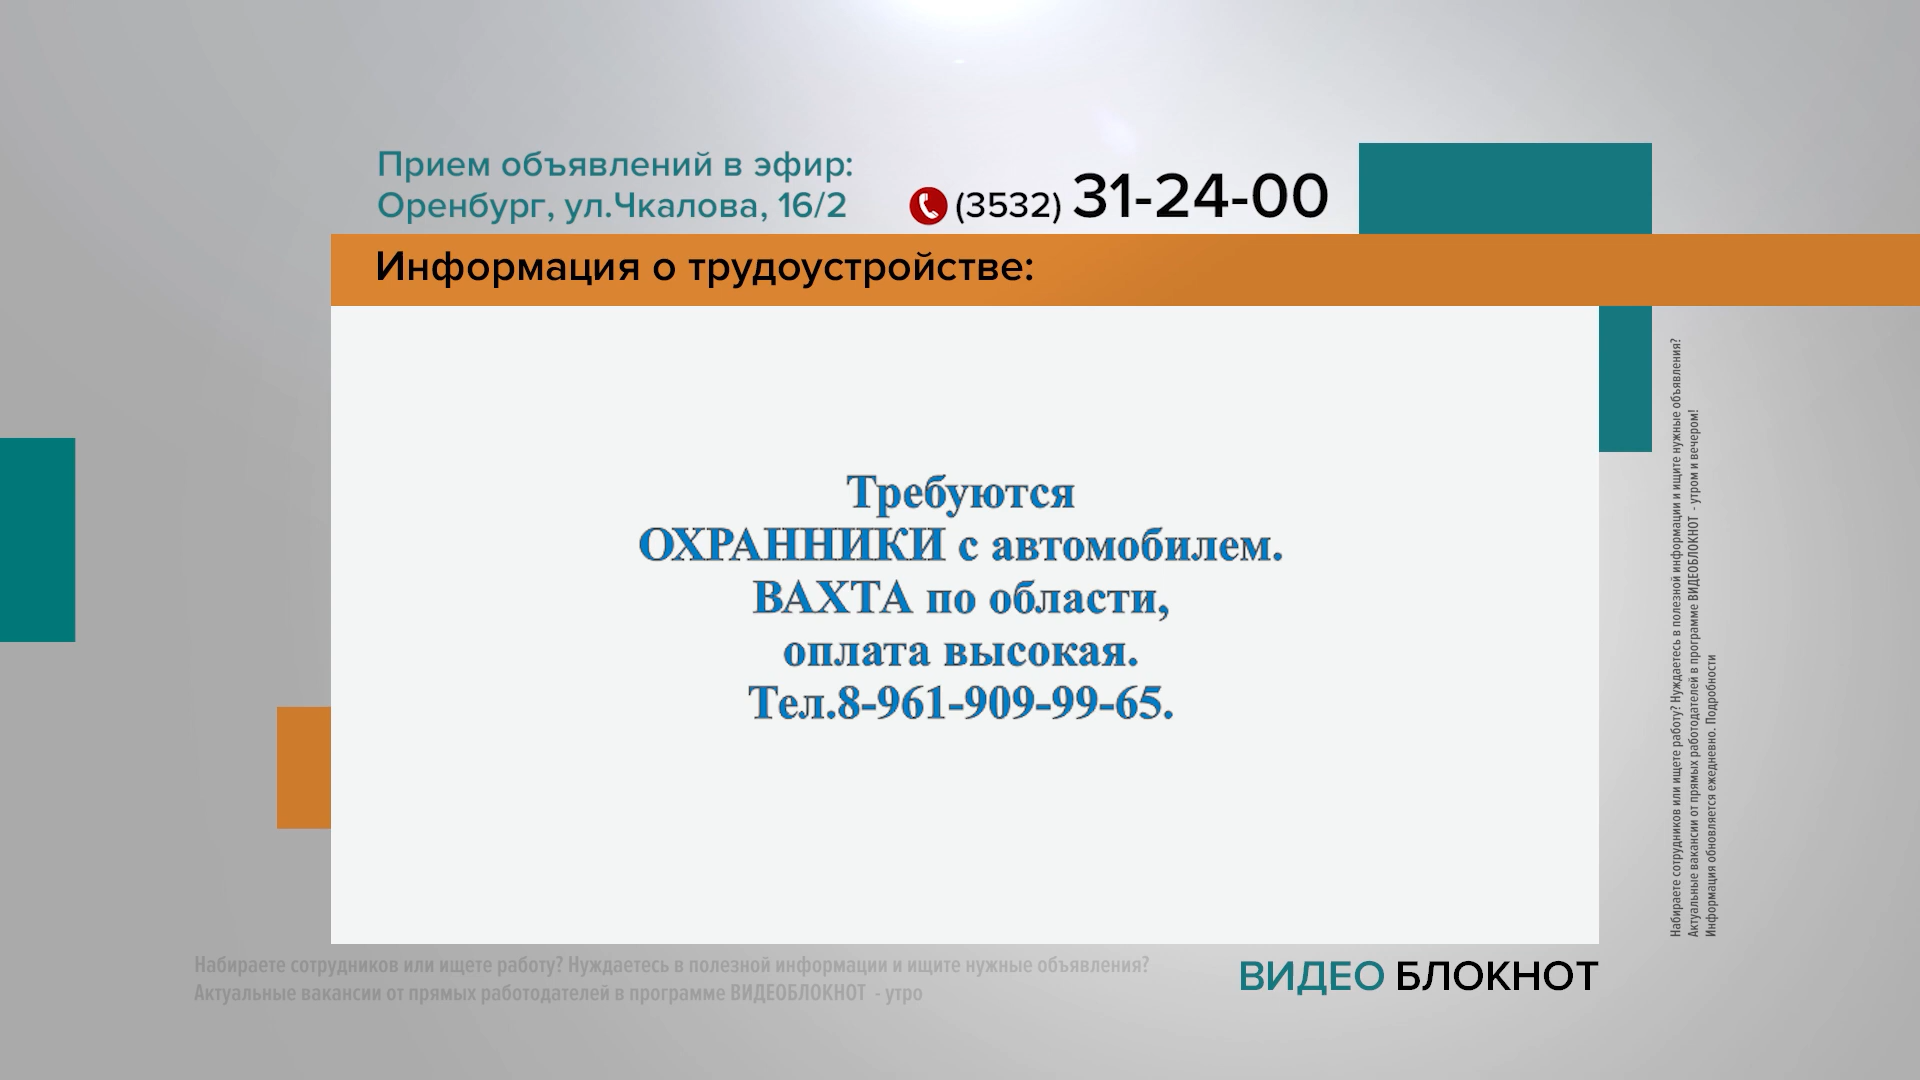 Прием объявлений в эфир:
Оренбург, ул.Чкалова, 16/2
(3532) 31-24-00
Информация о трудоустройстве:
Требуются
ОХРАННИКИ с автомобилем.
ВАХТА по области,
оплата высокая.
Тел.8-961-909-99-65.
Набираете сотрудников или ищете работу? Нуждаетесь в полезной информации и ищите нужные объявления?
Актуальные вакансии от прямых работодателей в программе ВИДЕОБЛОКНОТ - утром и вечером!
Информация обновляется ежедневно. Подробности
Набираете сотрудников или ищете работу? Нуждаетесь в полезной информации и ищите нужные объявления?
Актуальные вакансии от прямых работодателей в программе ВИДЕОБЛОКНОТ - утро
ВИДЕО БЛОКНОТ